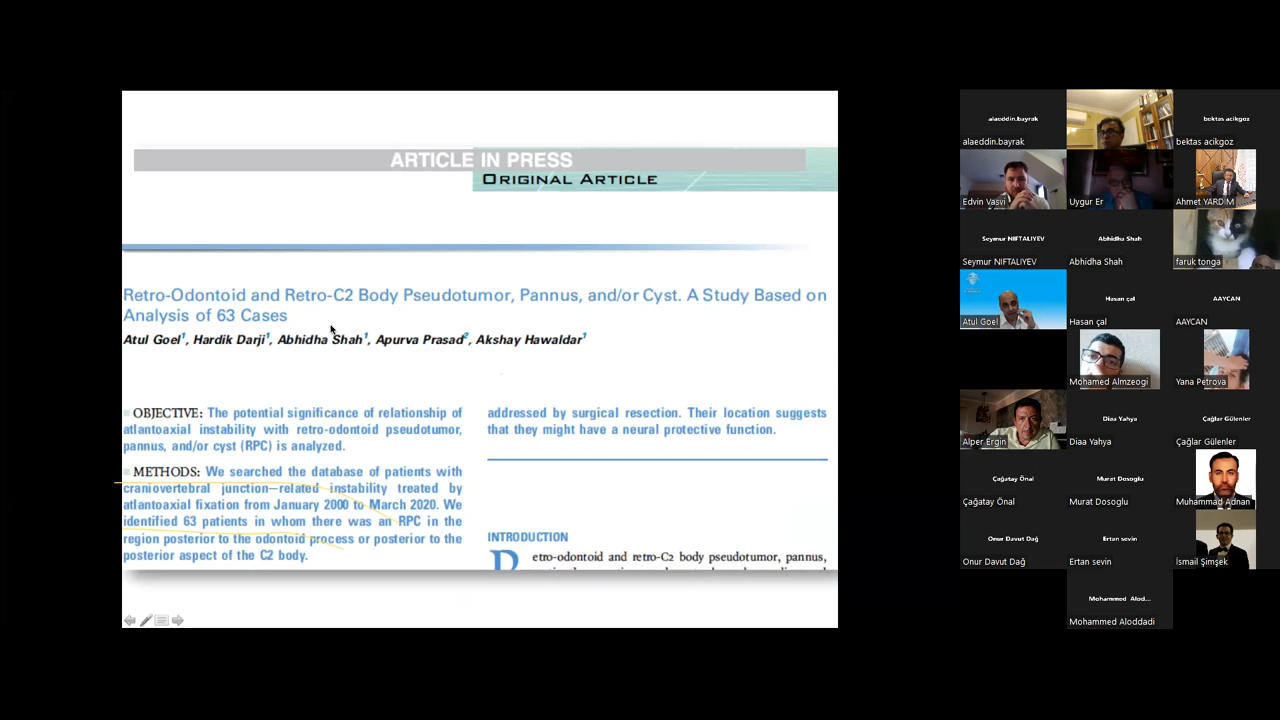 ARTICLE IN PRESS
ORIGINAL ARTICLE
Retro-Odontoid and Retro-C2 Body Pseudotumor, Pannus, and/or Cyst. A Study Based on
Analysis of 63 Cases
Atul Goel1, Hardik Darji1, Abhidha Shah1, Apurva Prasad2, Akshay Hawaldar1
OBJECTIVE: The potential significance of relationship of
atlantoaxial instability with retro-odontoid pseudotumor,
pannus, and/or cyst (RPC) is analyzed.
METHODS: We searched the database of patients with
craniovertebral junction—related instability treated by
atlantoaxial fixation from January 2000 to March 2020. We
identified 63 patients in whom there was an RPC in the
region posterior to the odontoid process or posterior to the
posterior aspect of the C2 body.
addressed by surgical resection. Their location suggests
that they might have a neural protective function.
INTRODUCTION
etro-odontoid and retro-C2 body pseudotumor, pannus,
alaeddin.bayrak
alaeddin.bayrak
bektas acikgoz
bektas acikgoz
Edvin Vasvi
Uygur Er
Ahmet YARDIM
Seymur NIFTALIYEV
Seymur NIFTALIYEV
Abhidha Shah
Abhidha Shah
faruk tonga
Atul Goel
Hasan çal
Hasan çal
AAYCAN
AAYCAN
Mohamed Almzeogi
Yana Petrova
Alper Ergin
Diaa Yahya
Diaa Yahya
Çağlar Gülenler
Çağlar Gülenler
Çağatay Önal
Çağatay Önal
Murat Dosoglu
Murat Dosoglu
Muhammad Adnan
Onur Davut Dağ
Onur Davut Dağ
Ertan sevin
Ertan sevin
İsmail Şimşek
Mohammed Alod...
Mohammed Aloddadi